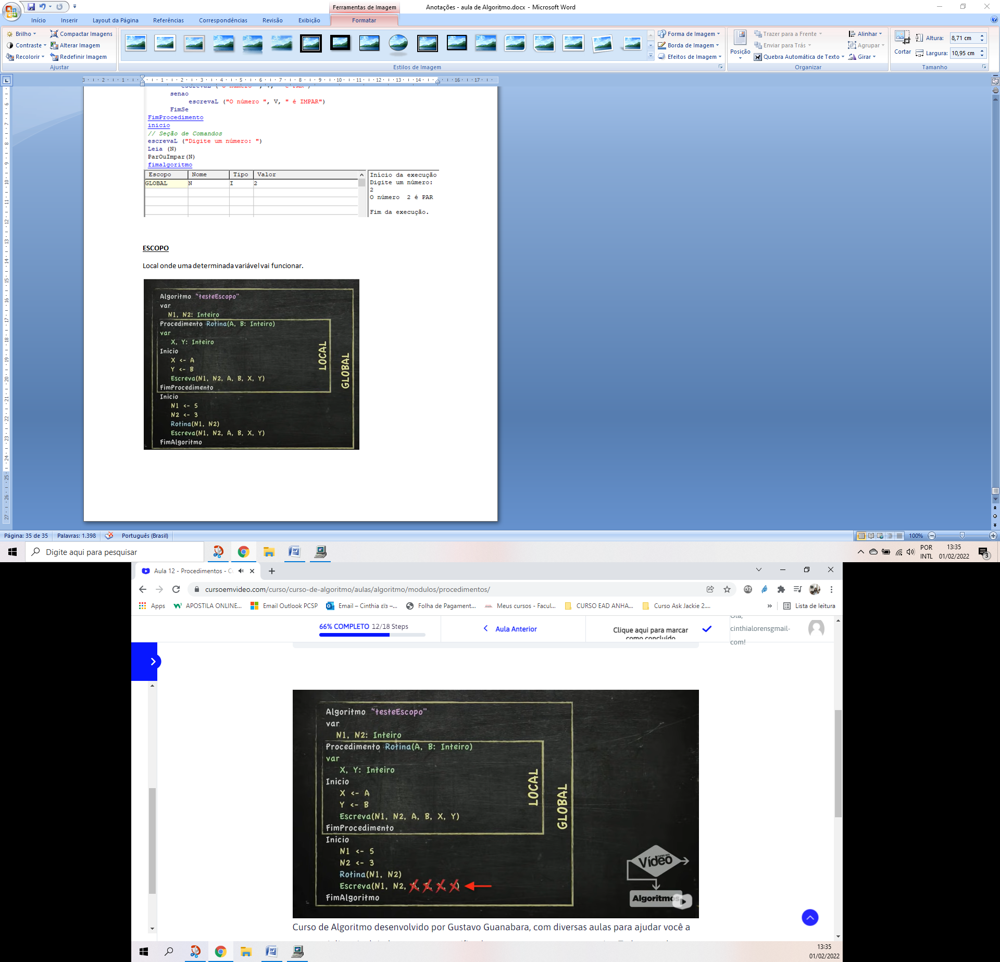 Ferramentas de Imagem
Anotações - aula de Algoritmo.docx - Microsoft Word
Início
Inserir
Layout da Página
Referências
Correspondências
Revisão
Exibição
Formatar
Brilho
Contraste
Recolorir
Compactar Imagens
Alterar Imagem
Redefinir Imagem
Ajustar
Estilos de Imagem
Forma de Imagem
Borda de Imagem
Efeitos de Imagem
Posição
Trazer para a Frente
Enviar para Trás
Quebra Automática de Texto
Alinhar
Agrupar
Girar
Organizar
Cortar
Altura: 8,71 cm
Largura: 10,95 cm
Tamanho
senao
escrevaL ("O número ", V, " é IMPAR")
FimSe
FimProcedimento
inicio
// Seção de Comandos
escrevaL ("Digite um número: ")
Leia (N)
ParOuImpar(N)
fimalgoritmo
Escopo Nome Tipo Valor
GLOBAL N I 2
Início da execução
Digite um número:
2
O número  2 é PAR
Fim da execução.
ESCOPO
Local onde uma determinada variável vai funcionar.
Algoritmo "testeEscopo"
var
N1, N2: Inteiro
Procedimento Rotina(A, B: Inteiro)
var
X, Y: Inteiro
Inicio
X <- A
Y <- B
Escreva(N1, N2, A, B, X, Y)
FimProcedimento
Inicio
N1 <- 5
N2 <- 3
Rotina(N1, N2)
Escreva(N1, N2, A, B, X, Y)
FimAlgoritmo
LOCAL
GLOBAL
Página: 35 de 35
Palavras: 1.398
Português (Brasil)
100%
Digite aqui para pesquisar
POR
INTL
13:35
01/02/2022
3
Aula 12 - Procedimentos - C
cursoemvideo.com/curso/curso-de-algoritmo/aulas/algoritmo/modulos/procedimentos/
Apps
APOSTILA ONLINE...
Email Outlook PCSP
Email – Cinthia εïз –...
Folha de Pagament...
Meus cursos - Facul...
CURSO EAD ANHA...
Curso Ask Jackie 2....
»
Lista de leitura
66% COMPLETO 12/18 Steps
Aula Anterior
Clique aqui para marcar
como concluído
Olá,
cinthialorensgmail-
com!
Algoritmo "testeEscopo"
var
N1, N2: Inteiro
Procedimento Rotina(A, B: Inteiro)
var
X, Y: Inteiro
Inicio
X <- A
Y <- B
Escreva(N1, N2, A, B, X, Y)
FimProcedimento
Inicio
N1 <- 5
N2 <- 3
Rotina(N1, N2)
Escreva(N1, N2,
FimAlgoritmo
LOCAL
GLOBAL
curso em
Vídeo
Algoritmos
Curso de Algoritmo desenvolvido por Gustavo Guanabara, com diversas aulas para ajudar você a
13:35
01/02/2022